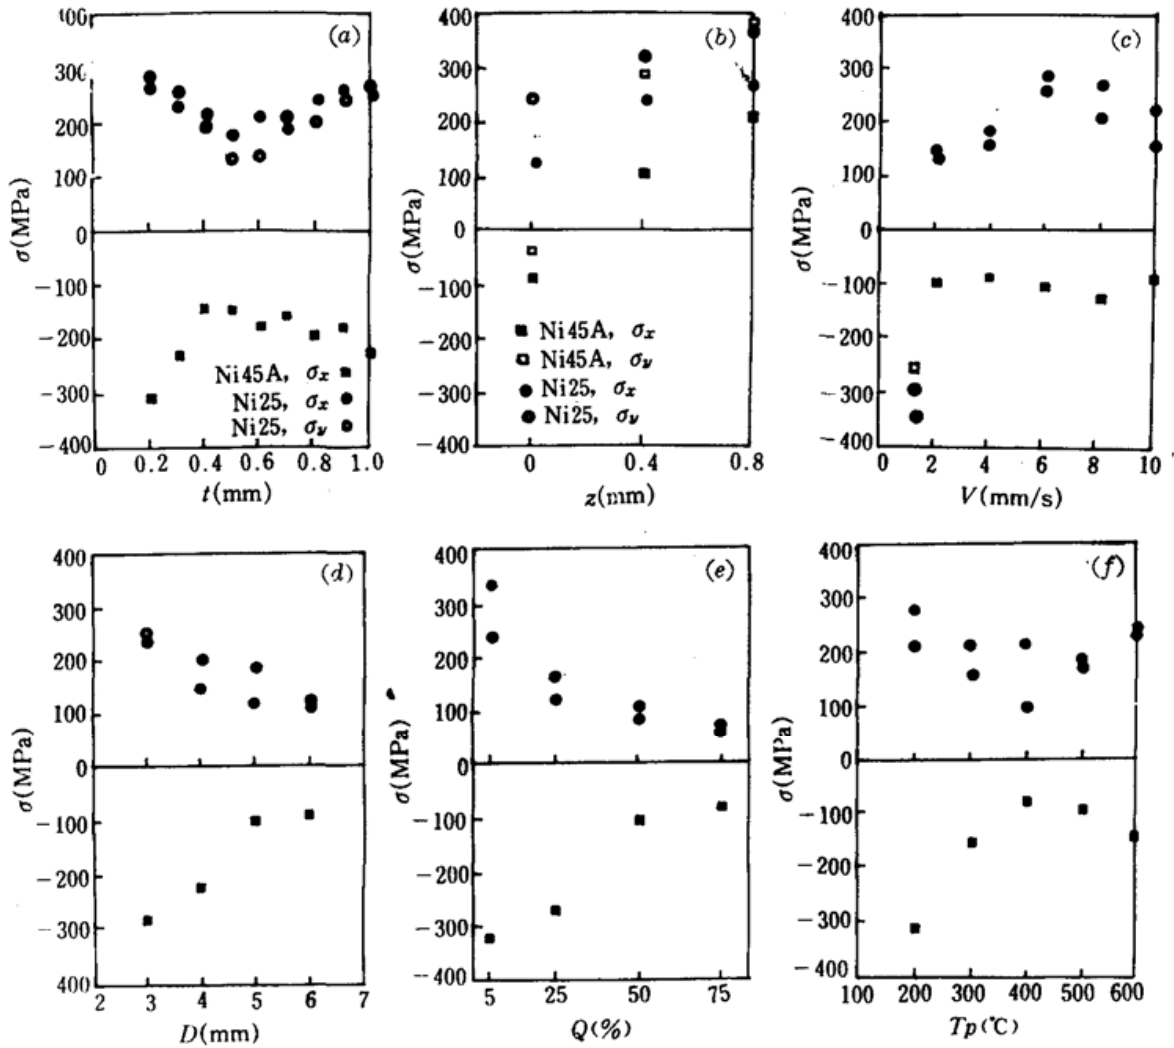 100
(a)
300
200
100
0
−100
−200
−300
−400
σ(MPa)
Ni45A, σx
Ni25, σx
Ni25, σy
0 0.2 0.4 0.6 0.8 1.0
t(mm)
400
(b)
300
200
100
0
−100
−200
−300
−400
σ(MPa)
Ni45A, σx
Ni45A, σy
Ni25, σx
Ni25, σy
0 0.4 0.8
z(mm)
400
(c)
300
200
100
0
−100
−200
−300
−400
σ(MPa)
0 2 4 6 8 10
V(mm/s)
400
(d)
300
200
100
0
−100
−200
−300
400
σ(MPa)
2 3 4 5 6 7
D(mm)
400
(e)
300
200
100
0
−100
−200
−300
−400
σ(MPa)
5 25 50 75
Q(%)
400
(f)
300
200
100
0
−100
−200
−300
−400
σ(MPa)
100 200 300 400 500 600
Tp(℃)